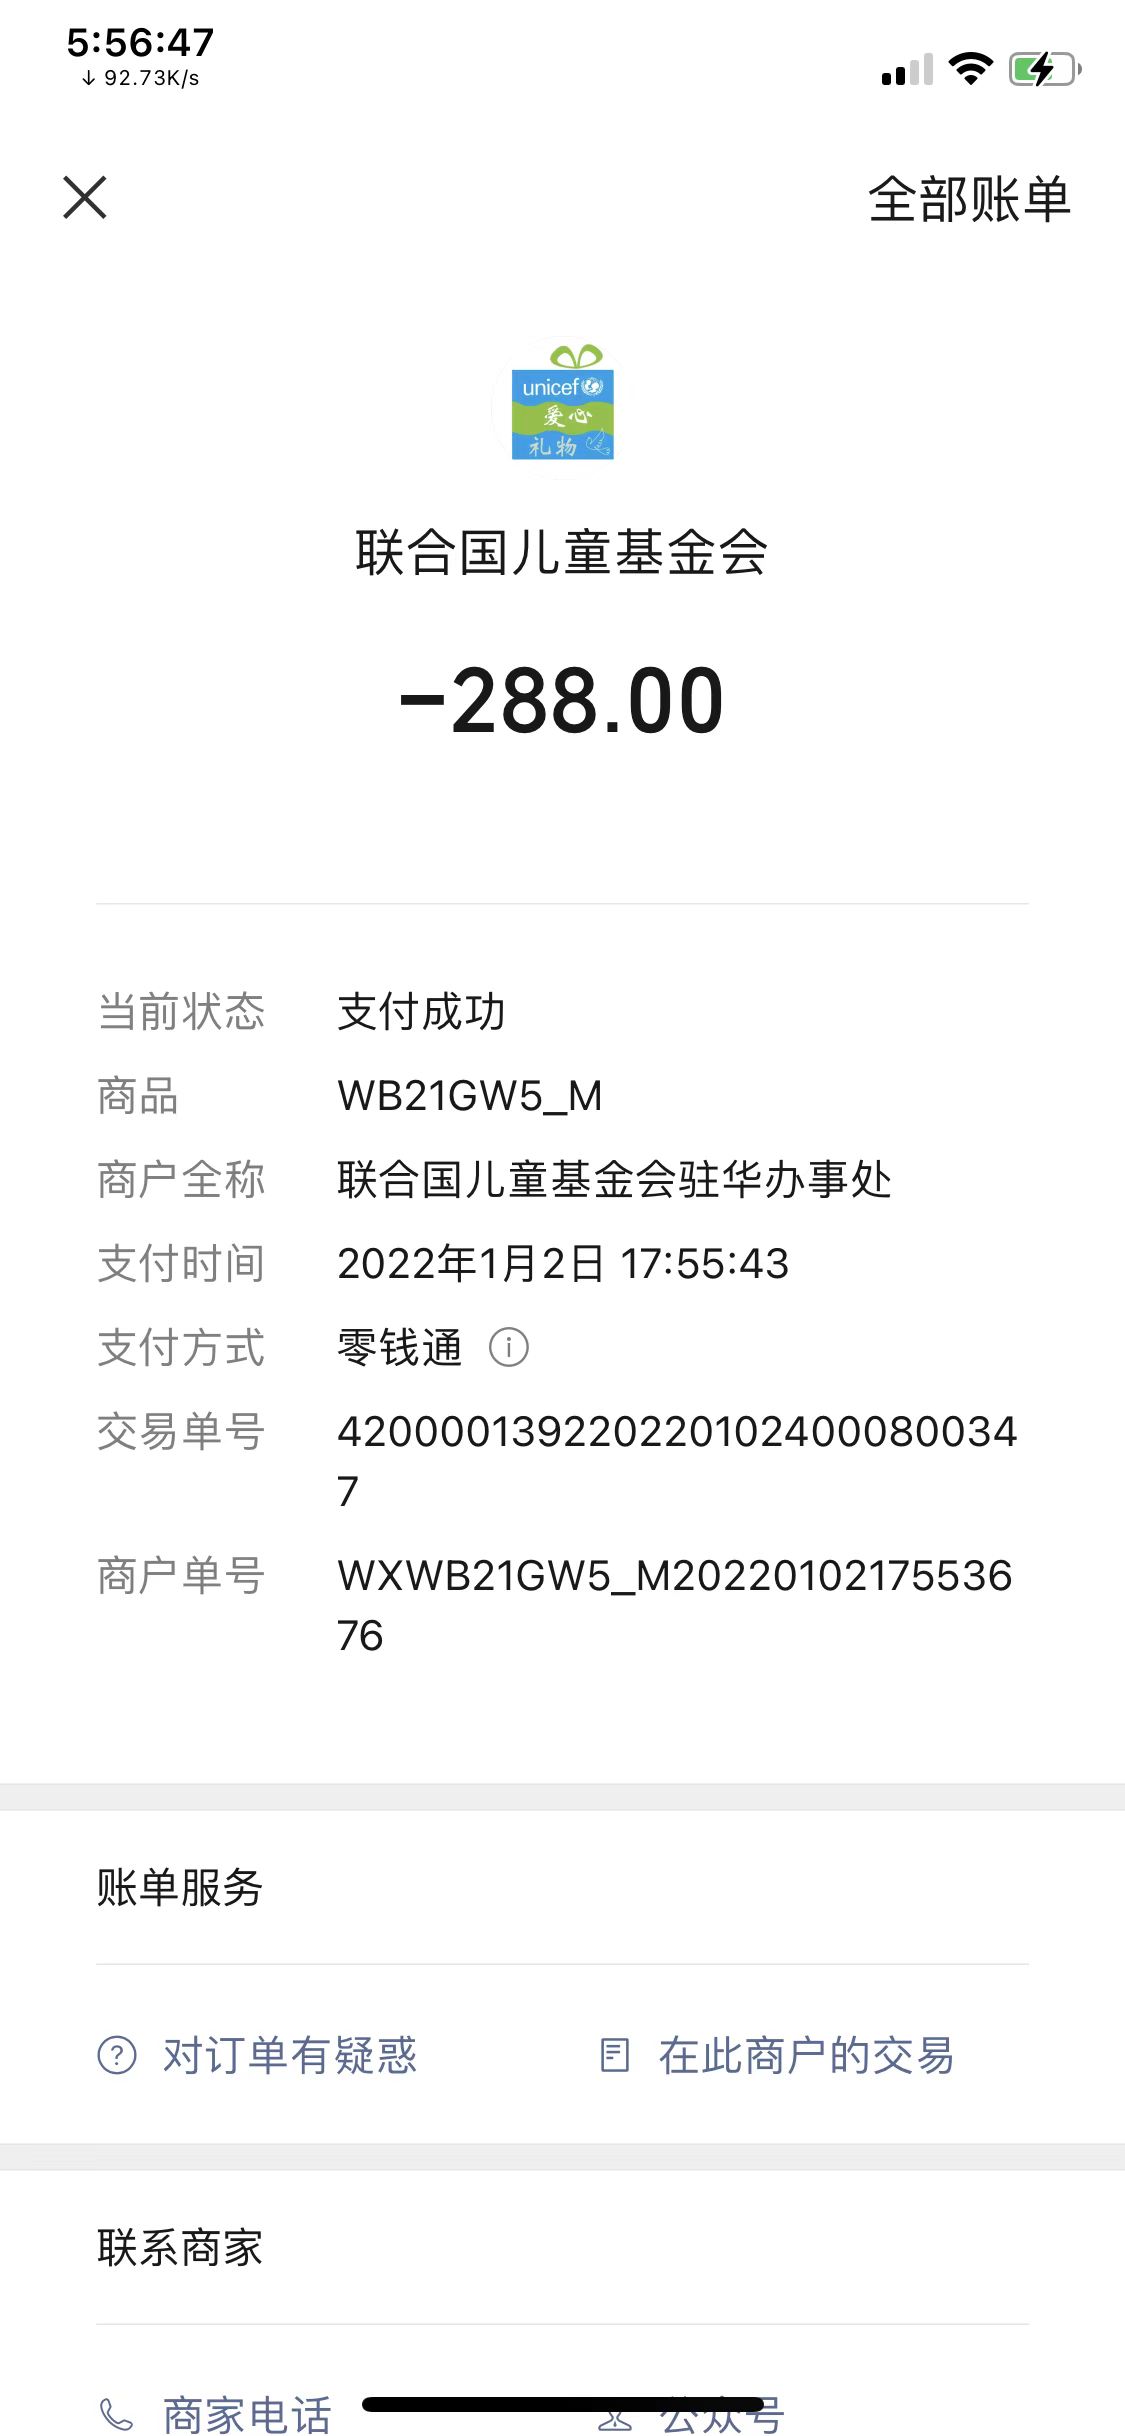 5:56:47
↓ 92.73K/s
全部账单
unicef
爱心
礼物
联合国儿童基金会
-288.00
当前状态 支付成功
商品 WB21GW5_M
商户全称 联合国儿童基金会驻华办事处
支付时间 2022年1月2日 17:55:43
支付方式 零钱通
交易单号 420000139220220102400080034
7
商户单号 WXWB21GW5_M20220102175536
76
账单服务
对订单有疑惑 在此商户的交易
联系商家
商家电话 公众号